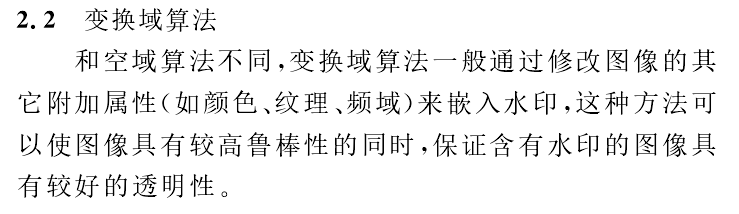 2.2 变换域算法
和空域算法不同,变换域算法一般通过修改图像的其
它附加属性(如颜色、纹理、频域)来嵌入水印,这种方法可
以使图像具有较高鲁棒性的同时,保证含有水印的图像具
有较好的透明性。